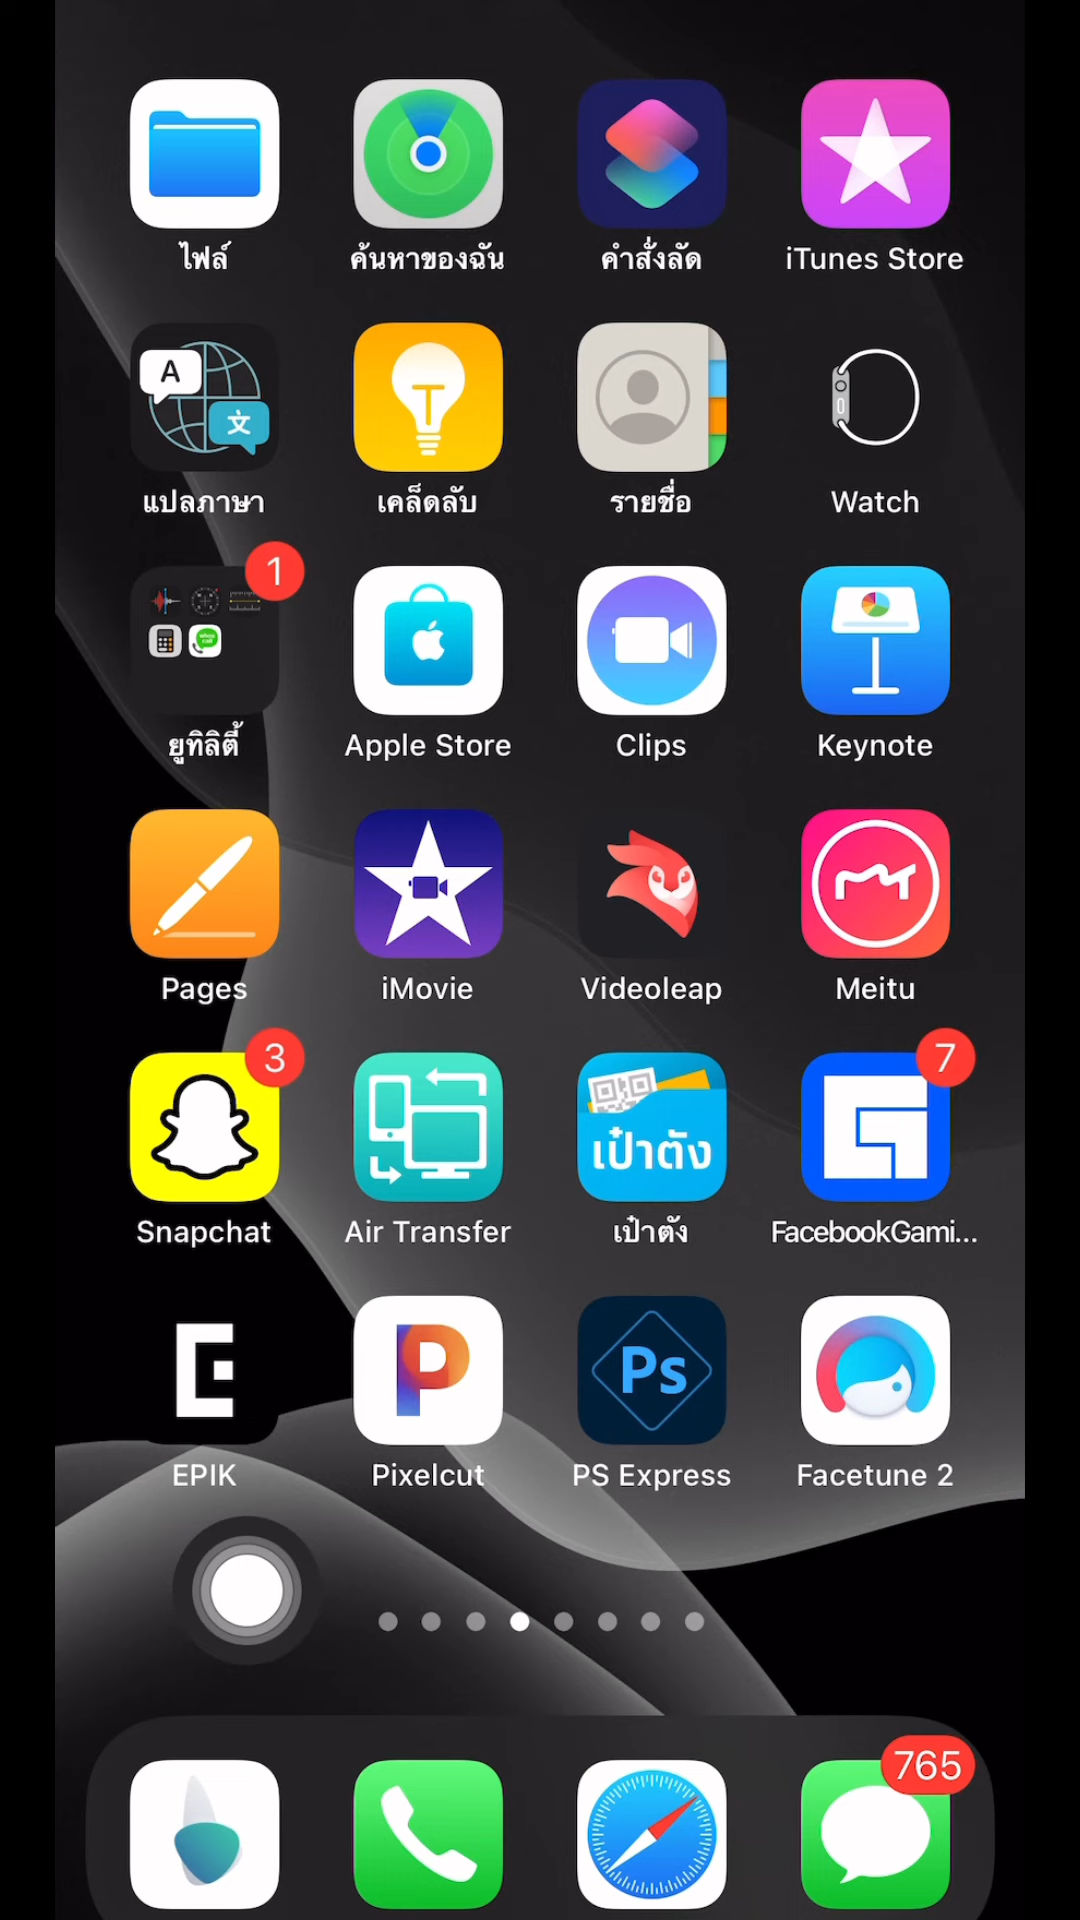 ไฟล์
ค้นหาของฉัน
คำสั่งลัด
iTunes Store
A
文
แปลภาษา
เคล็ดลับ
รายชื่อ
Watch
1
ยูทิลิตี้
Apple Store
Clips
Keynote
Pages
iMovie
Videoleap
Meitu
3
7
เป๋าตัง
Snapchat
Air Transfer
เป๋าตัง
FacebookGami...
P
Ps
EPIK
Pixelcut
PS Express
Facetune 2
765